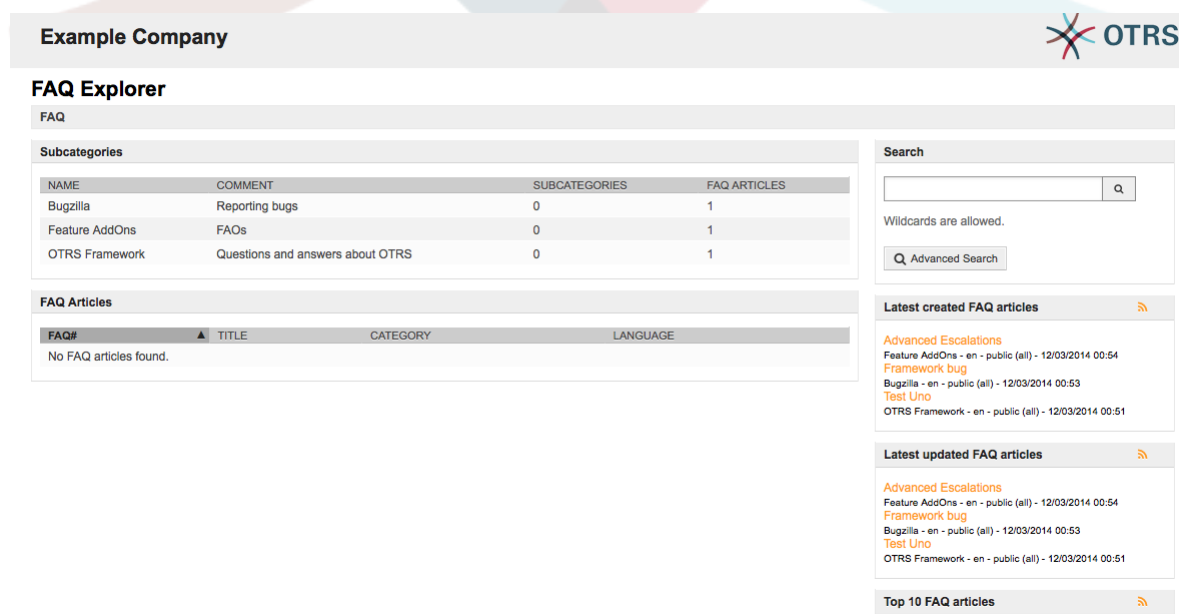 Example Company
OTRS
FAQ Explorer
FAQ
Subcategories
NAME COMMENT SUBCATEGORIES FAQ ARTICLES
Bugzilla Reporting bugs 0 1
Feature AddOns FAOs 0 1
OTRS Framework Questions and answers about OTRS 0 1
FAQ Articles
FAQ# ▲ TITLE CATEGORY LANGUAGE
No FAQ articles found.
Search
Wildcards are allowed.
Advanced Search
Latest created FAQ articles
Advanced Escalations
Feature AddOns - en - public (all) - 12/03/2014 00:54
Framework bug
Bugzilla - en - public (all) - 12/03/2014 00:53
Test Uno
OTRS Framework - en - public (all) - 12/03/2014 00:51
Latest updated FAQ articles
Advanced Escalations
Feature AddOns - en - public (all) - 12/03/2014 00:54
Framework bug
Bugzilla - en - public (all) - 12/03/2014 00:53
Test Uno
OTRS Framework - en - public (all) - 12/03/2014 00:51
Top 10 FAQ articles